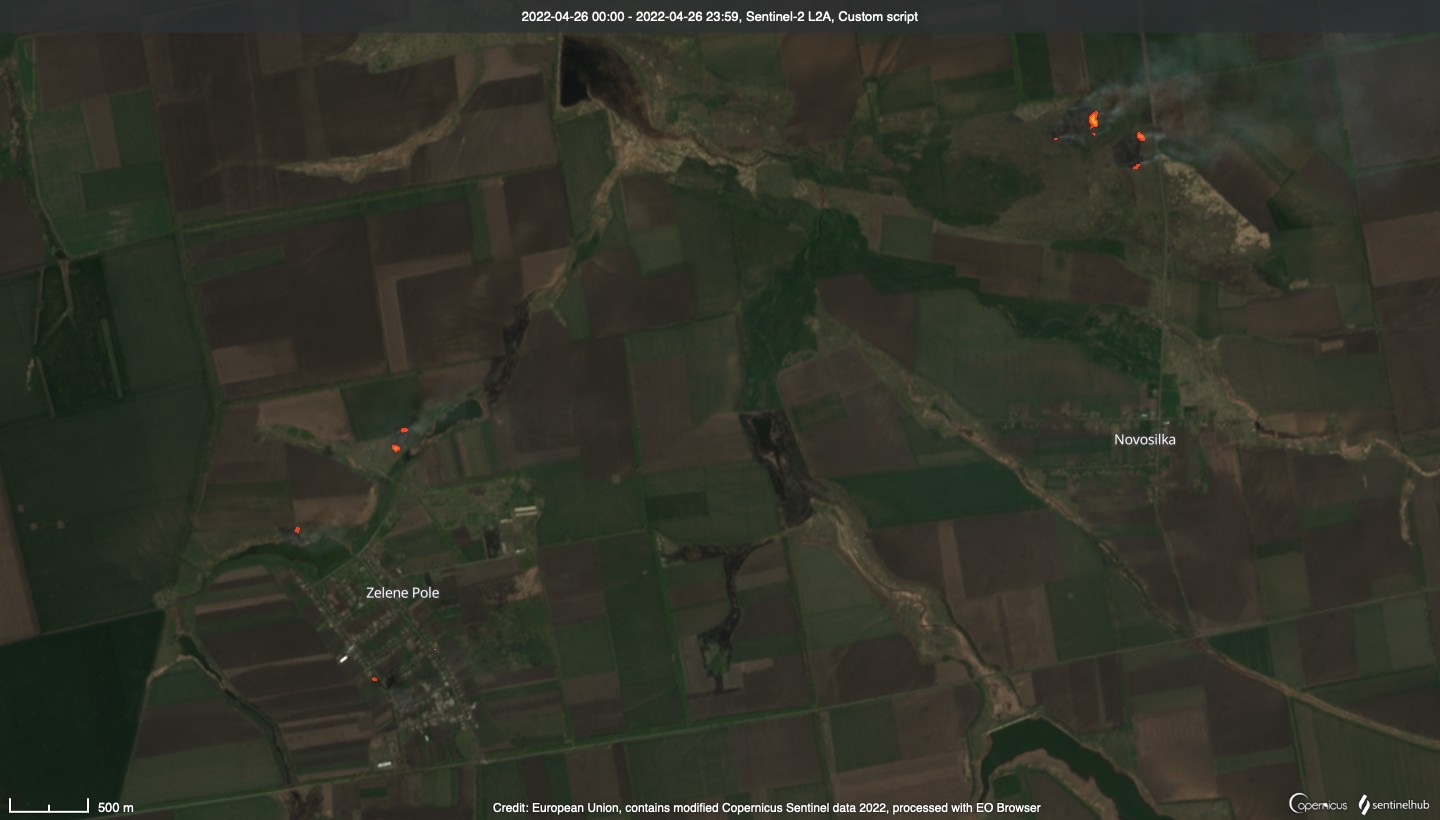 2022-04-26 00:00 - 2022-04-26 23:59, Sentinel-2 L2A, Custom script
Novosilka
Zelene Pole
500 m
Credit: European Union, contains modified Copernicus Sentinel data 2022, processed with EO Browser
Copernicus
sentinelhub